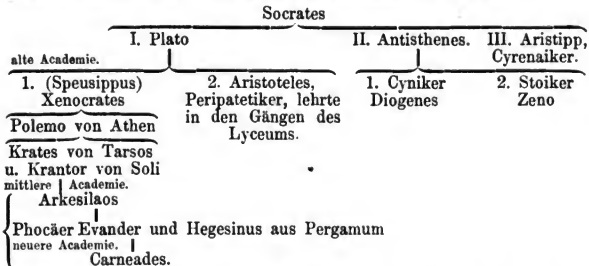 Socrates
I. Plato II. Antisthenes. III. Aristipp,
alte Academie. Cyrenaiker.
1. (Speusippus) 2. Aristoteles, 1. Cyniker 2. Stoiker
Xenocrates Peripatetiker, lehrte Diogenes Zeno
Polemo von Athen in den Gängen des
Lyceums.
Krates von Tarsos
u. Krantor von Soli
mittlere Academie.
Arkesilaos
Phocäer Evander und Hegesinus aus Pergamum
neuere Academie.
Carneades.